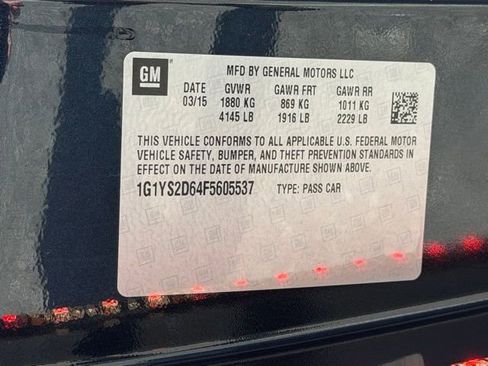 GM
MFD BY GENERAL MOTORS LLC
DATE GVWR GAWR FRT GAWR RR
03/15 1880 KG 869 KG 1011 KG
4145 LB 1916 LB 2229 LB
THIS VEHICLE CONFORMS TO ALL APPLICABLE U.S. FEDERAL MOTOR
VEHICLE SAFETY, BUMPER, AND THEFT PREVENTION STANDARDS IN
EFFECT ON THE DATE OF MANUFACTURE SHOWN ABOVE.
1G1YS2D64F5605537 TYPE: PASS CAR